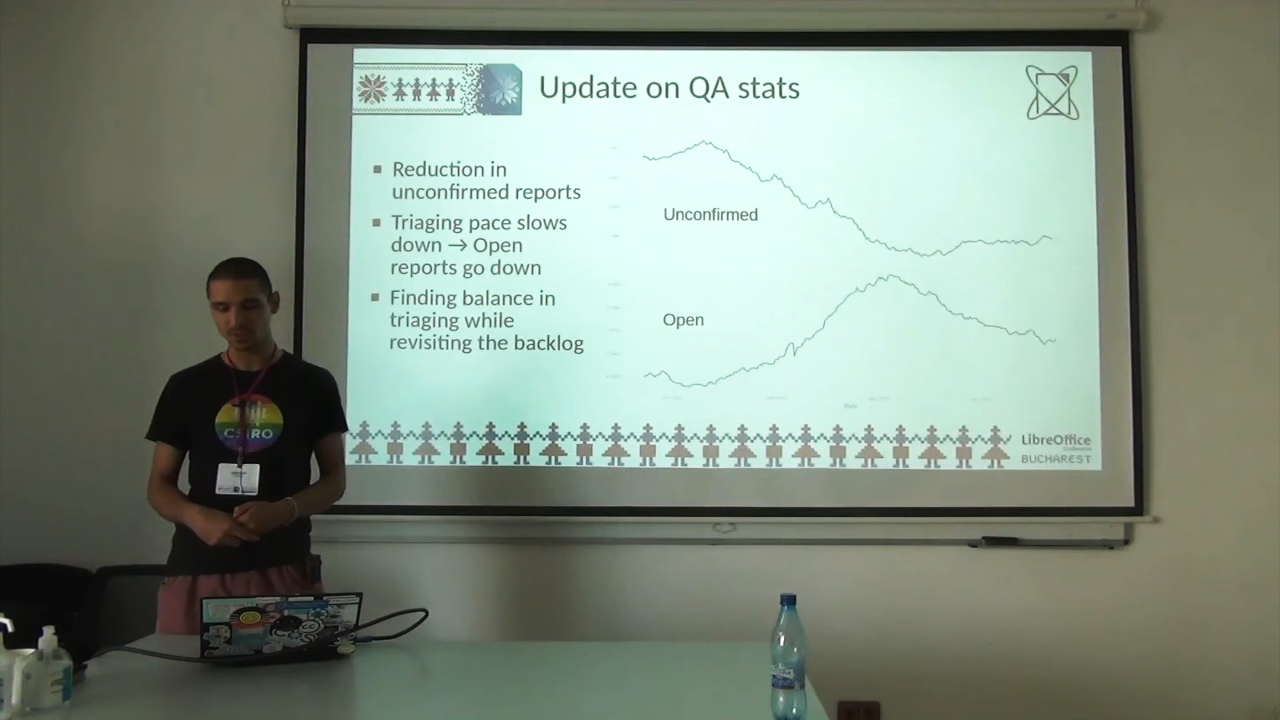 Update on QA stats
Reduction in
unconfirmed reports
Triaging pace slows
down → Open
reports go down
Finding balance in
triaging while
revisiting the backlog
Unconfirmed
Open
LibreOffice
BUCHAREST
CSIRO